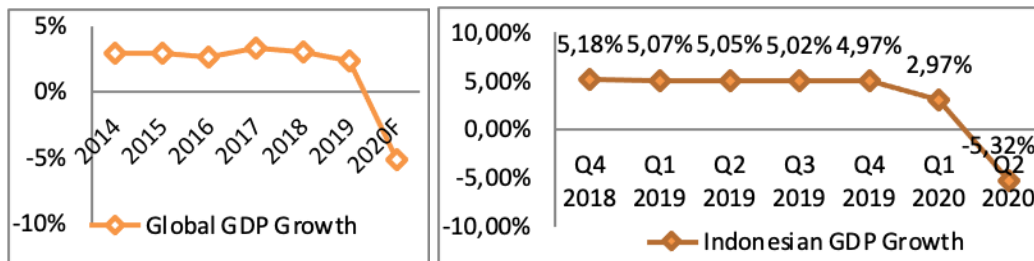 5%
0%
-5%
-10%
2014
2015
2016
2017
2018
2019
2020F
Global GDP Growth
10,00%
5,00%
0,00%
-5,00%
-10,00%
5,18% 5,07% 5,05% 5,02% 4,97%
2,97%
-5,32%
Q4 Q1 Q2 Q3 Q4 Q1 Q2
2018 2019 2019 2019 2019 2020 2020
Indonesian GDP Growth